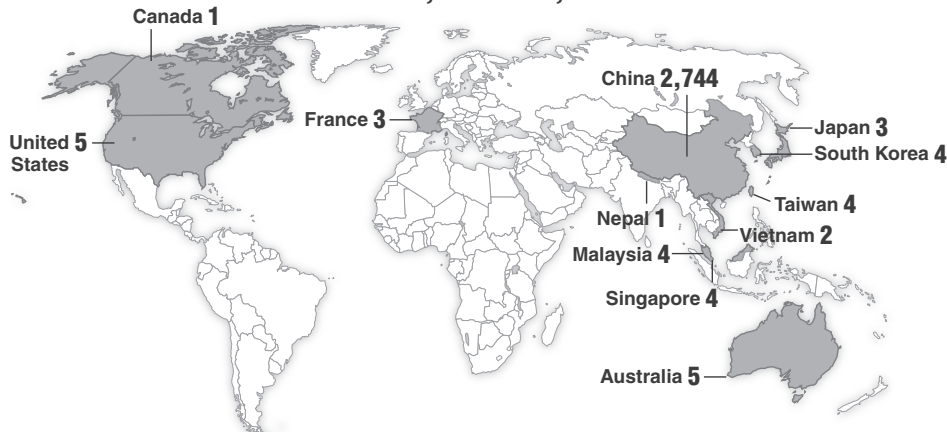 Canada 1
China 2,744
France 3
Japan 3
United 5
States
South Korea 4
Taiwan 4
Nepal 1
Vietnam 2
Malaysia 4
Singapore 4
Australia 5